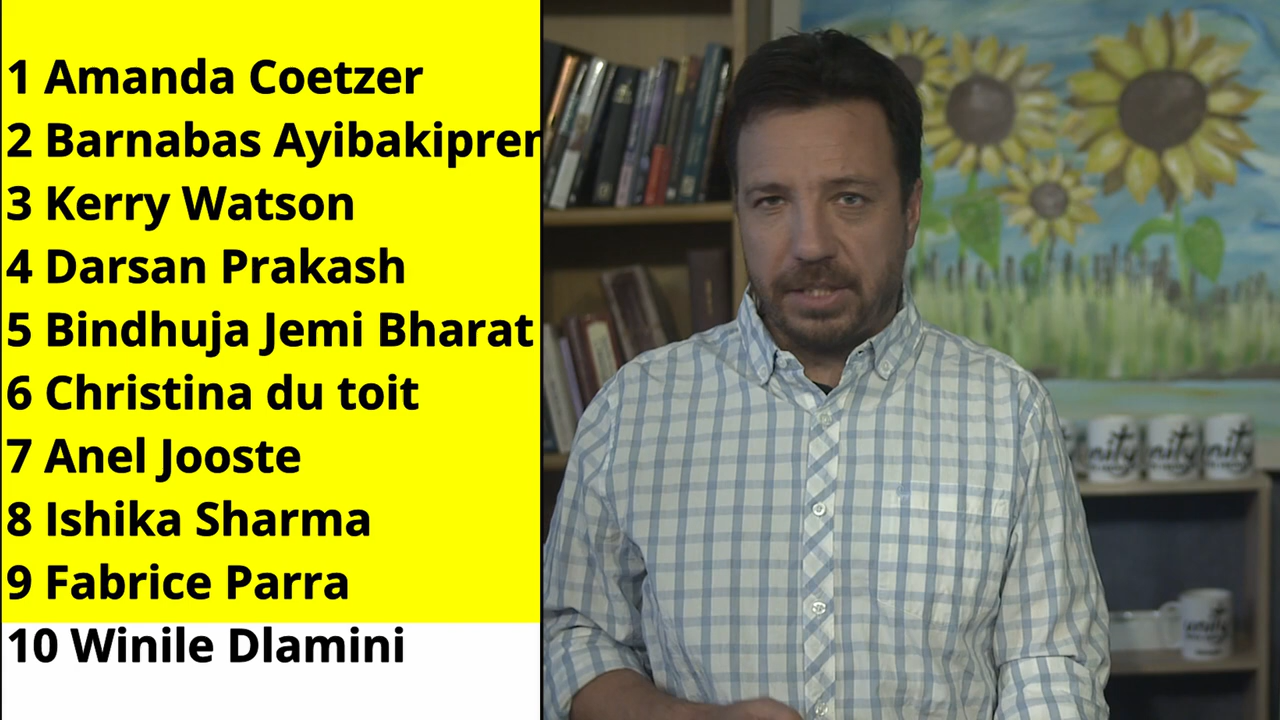 1 Amanda Coetzer
2 Barnabas
3 Kerry Watson
4 Darsan Prakash
5 Bindhuja Jemi Bharat
6 Christina du toit
7 Anel Jooste
8 Ishika Sharma
9 Fabrice Parra
10 Winile Dlamini